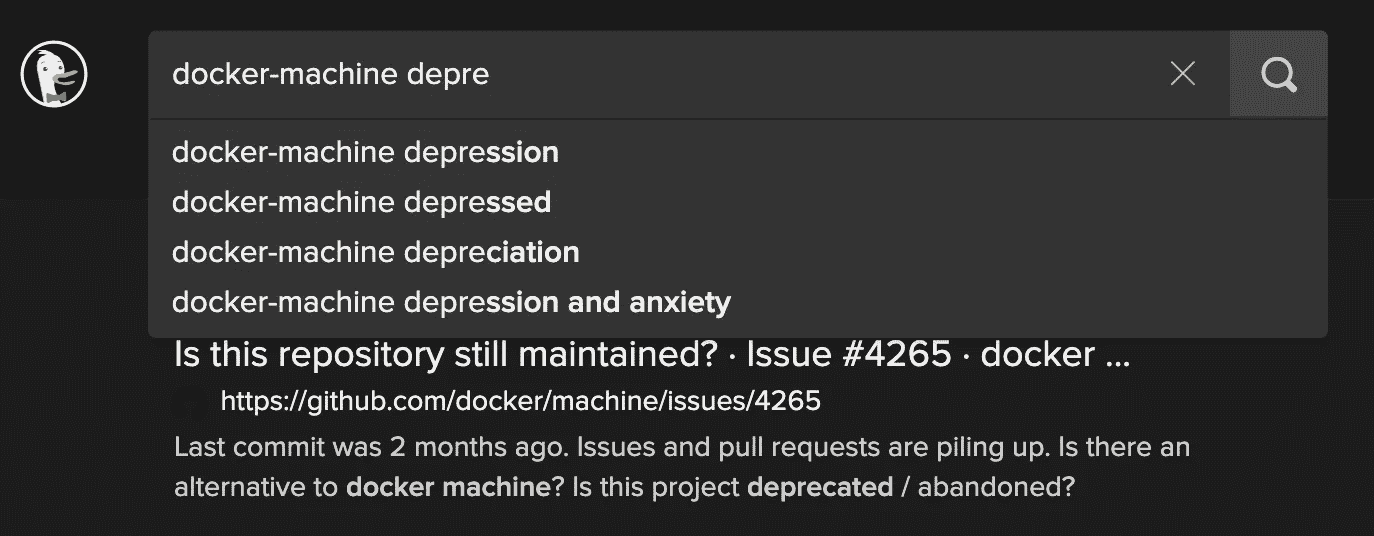 docker-machine depre
docker-machine depression
docker-machine depressed
docker-machine depreciation
docker-machine depression and anxiety
Is this repository still maintained? · Issue #4265 · docker ...
https://github.com/docker/machine/issues/4265
Last commit was 2 months ago. Issues and pull requests are piling up. Is there an
alternative to docker machine? Is this project deprecated / abandoned?